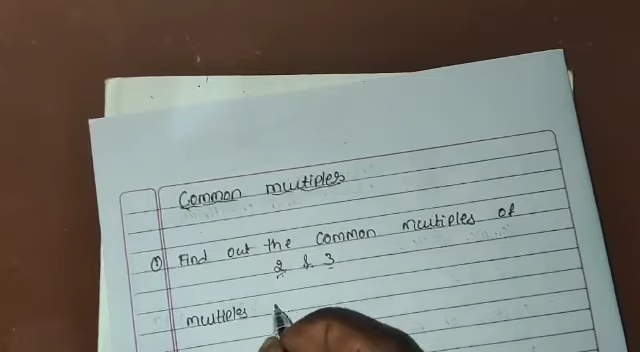 Common multiples
① Find out the common multiples of
2 & 3
multiples